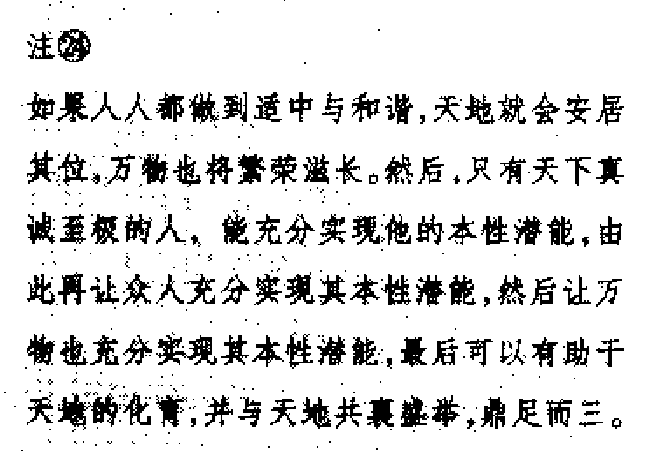 注㉔
如果人人都做到适中与和谐,天地就会安居
其位,万物也将繁荣滋长。然后,只有天下真
诚至极的人,能充分实现他的本性潜能,由
此再让众人充分实现其本性潜能,然后让万
物也充分实现其本性潜能,最后可以有助于
天地的化育,并与天地共襄盛举,鼎足而三。